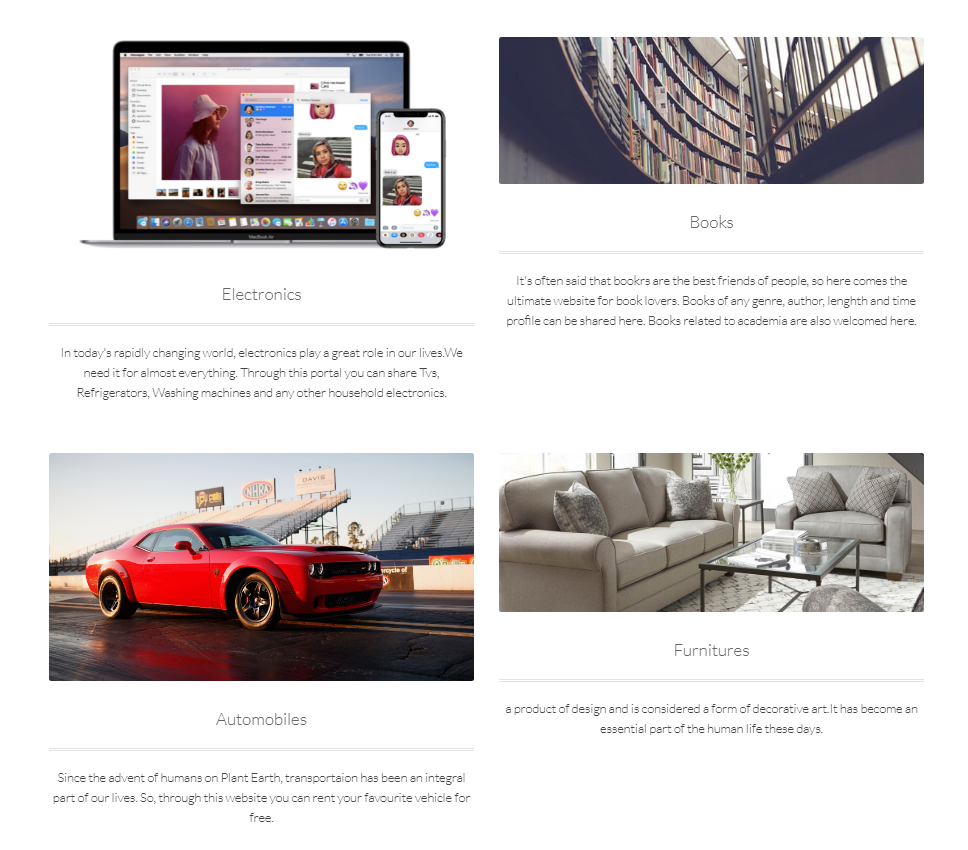 MacBook Air
Electronics
In today's rapidly changing world, electronics play a great role in our lives.We
need it for almost everything. Through this portal you can share Tvs,
Refrigerators, Washing machines and any other household electronics.
Books
It's often said that bookrs are the best friends of people, so here comes the
ultimate website for book lovers. Books of any genre, author, lenghth and time
profile can be shared here. Books related to academia are also welcomed here.
DAVIS
NHRA
Automobiles
Since the advent of humans on Plant Earth, transportaion has been an integral
part of our lives. So, through this website you can rent your favourite vehicle for
free.
Furnitures
a product of design and is considered a form of decorative art.It has become an
essential part of the human life these days.